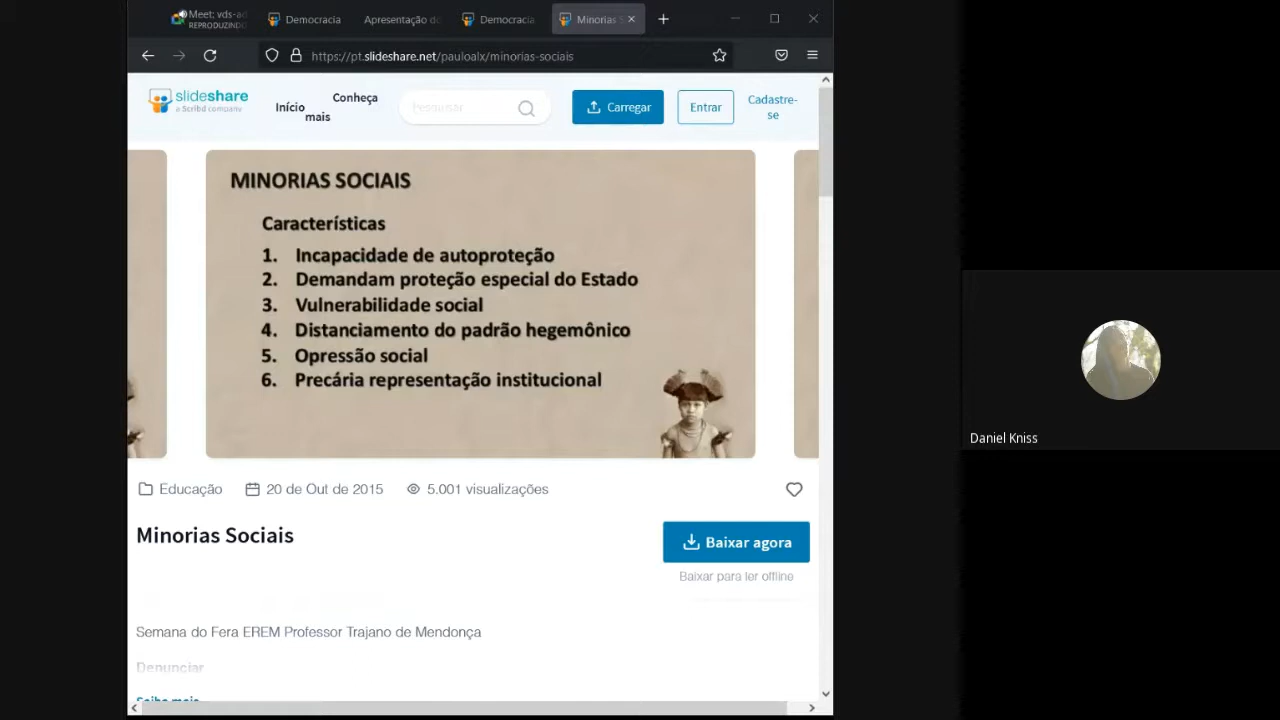 Meet: vds-ad
REPRODUZINDO
Democracia
Apresentação do
Democracia
Minorias S
https://pt.slideshare.net/pauloalx/minorias-sociais
slideshare
a Scribd company
Início
Conheça mais
Pesquisar
Carregar
Entrar
Cadastre-se
MINORIAS SOCIAIS
Características
1. Incapacidade de autoproteção
2. Demandam proteção especial do Estado
3. Vulnerabilidade social
4. Distanciamento do padrão hegemônico
5. Opressão social
6. Precária representação institucional
Daniel Kniss
Educação 20 de Out de 2015 5.001 visualizações
Minorias Sociais
Baixar agora
Baixar para ler offline
Semana do Fera EREM Professor Trajano de Mendonça
Denunciar
Saiba mais